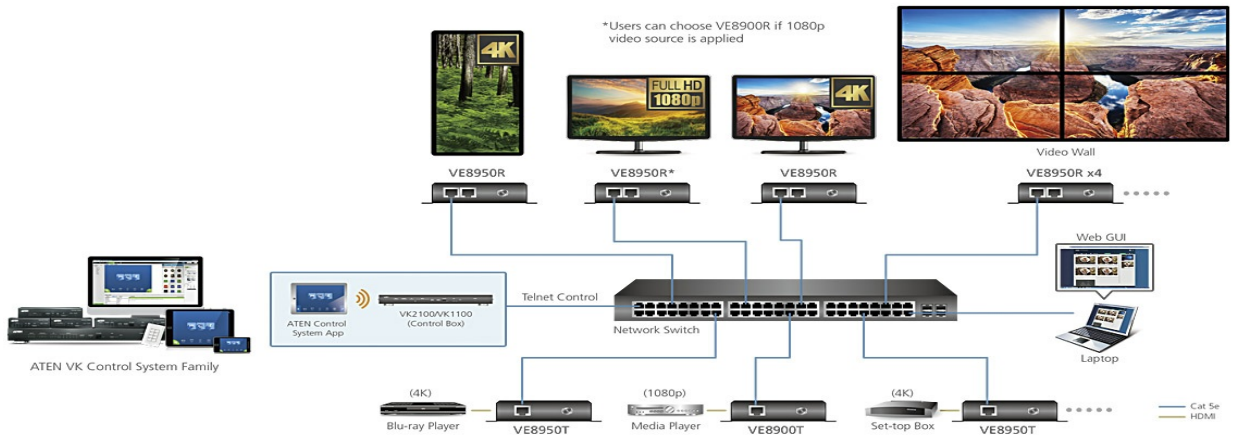 *Users can choose VE8900R if 1080p
video source is applied
4K
FULL HD
1080p
4K
Video Wall
VE8950R
VE8950R*
VE8950R
VE8950R x4
Web GUI
Telnet Control
ATEN Control
System App
VK2100/VK1100
(Control Box)
Network Switch
Laptop
ATEN VK Control System Family
(4K)
(1080p)
(4K)
Blu-ray Player
VE8950T
Media Player
VE8900T
Set-top Box
VE8950T
Cat 5e
HDMI